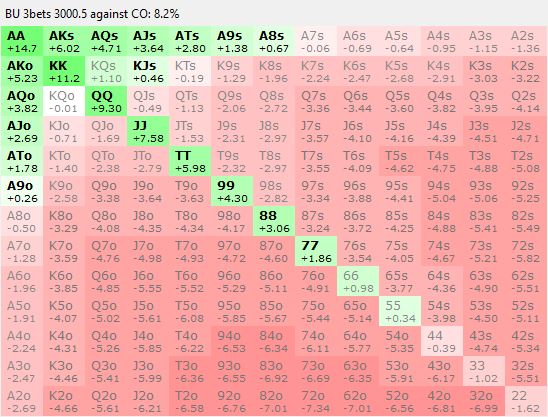 BU 3bets 3000.5 against CO: 8.2%
AA AKs AQs AJs ATs A9s A8s A7s A6s A5s A4s A3s A2s
+14.7 +6.02 +4.71 +3.64 +2.80 +1.38 +0.67 -0.06 -0.69 -0.64 -0.95 -1.15 -1.36
AKo KK KQs KJs KTs K9s K8s K7s K6s K5s K4s K3s K2s
+5.23 +11.2 +1.10 +0.46 -0.19 -1.29 -1.96 -2.24 -2.47 -2.68 -2.91 -3.03 -3.22
AQo KQo QQ QJs QTs Q9s Q8s Q7s Q6s Q5s Q4s Q3s Q2s
+3.82 -0.01 +9.30 -0.49 -1.13 -2.06 -2.72 -3.36 -3.44 -3.60 -3.82 -3.95 -4.14
AJo KJo QJo JJ JTs J9s J8s J7s J6s J5s J4s J3s J2s
+2.69 -0.71 -1.69 +7.58 -1.53 -2.31 -2.97 -3.57 -4.10 -4.16 -4.39 -4.51 -4.71
ATo KTo QTo JTo TT T9s T8s T7s T6s T5s T4s T3s T2s
+1.78 -1.40 -2.38 -2.79 +5.98 -2.32 -2.97 -3.55 -4.09 -4.62 -4.75 -4.88 -5.08
A9o K9o Q9o J9o T9o 99 98s 97s 96s 95s 94s 93s 92s
+0.26 -2.58 -3.38 -3.64 -3.63 +4.30 -2.82 -3.34 -3.88 -4.41 -5.04 -5.06 -5.25
A8o K8o Q8o J8o T8o 98o 88 87s 86s 85s 84s 83s 82s
-0.50 -3.29 -4.08 -4.35 -4.34 -4.17 +3.06 -3.24 -3.72 -4.25 -4.88 -5.41 -5.49
A7o K7o Q7o J7o T7o 97o 87o 77 76s 75s 74s 73s 72s
-1.28 -3.59 -4.76 -4.98 -4.93 -4.72 -4.60 +1.86 -3.54 -4.05 -4.67 -5.21 -5.82
A6o K6o Q6o J6o T6o 96o 86o 76o 66 65s 64s 63s 62s
-1.96 -3.85 -4.85 -5.55 -5.52 -5.29 -5.11 -4.91 +0.98 -3.77 -4.36 -4.90 -5.51
A5o K5o Q5o J5o T5o 95o 85o 75o 65o 55 54s 53s 52s
-1.91 -4.07 -5.02 -5.61 -6.08 -5.85 -5.67 -5.44 -5.14 +0.34 -3.98 -4.50 -5.11
A4o K4o Q4o J4o T4o 94o 84o 74o 64o 54o 44 43s 42s
-2.24 -4.31 -5.24 -5.85 -6.22 -6.53 -6.34 -6.11 -5.77 -5.35 -0.39 -4.74 -5.34
A3o K3o Q3o J3o T3o 93o 83o 73o 63o 53o 43o 33 32s
-2.47 -4.46 -5.41 -5.99 -6.36 -6.55 -6.92 -6.69 -6.35 -5.91 -6.17 -1.02 -5.51
A2o K2o Q2o J2o T2o 92o 82o 72o 62o 52o 42o 32o 22
-2.69 -4.66 -5.61 -6.21 -6.58 -6.76 -7.01 -7.34 -7.01 -6.56 -6.81 -6.99 -1.62